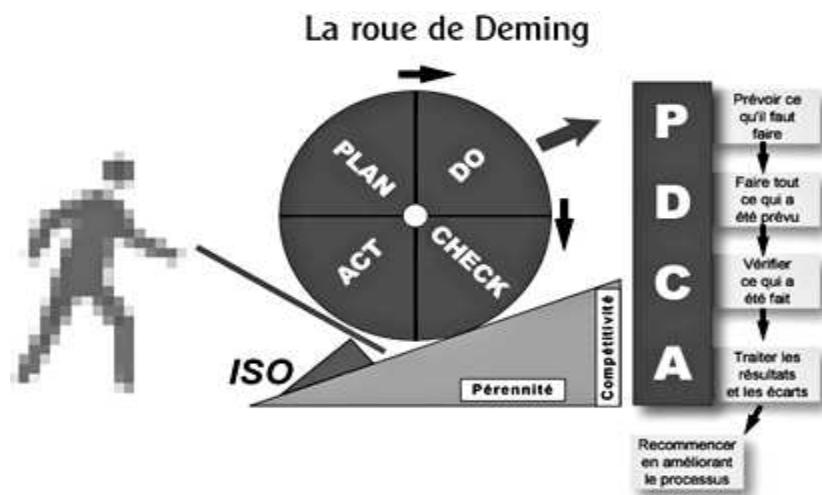 La roue de Deming
PLAN
DO
CHECK
ACT
ISO
Pérennité
Compétitivité
P
D
C
A
Prévoir ce
qu'il faut
faire
Faire tout
ce qui a
été prévu
Vérifier
ce qui a
été fait
Traiter les
résultats
et les écarts
Recommencer
en améliorant
le processus